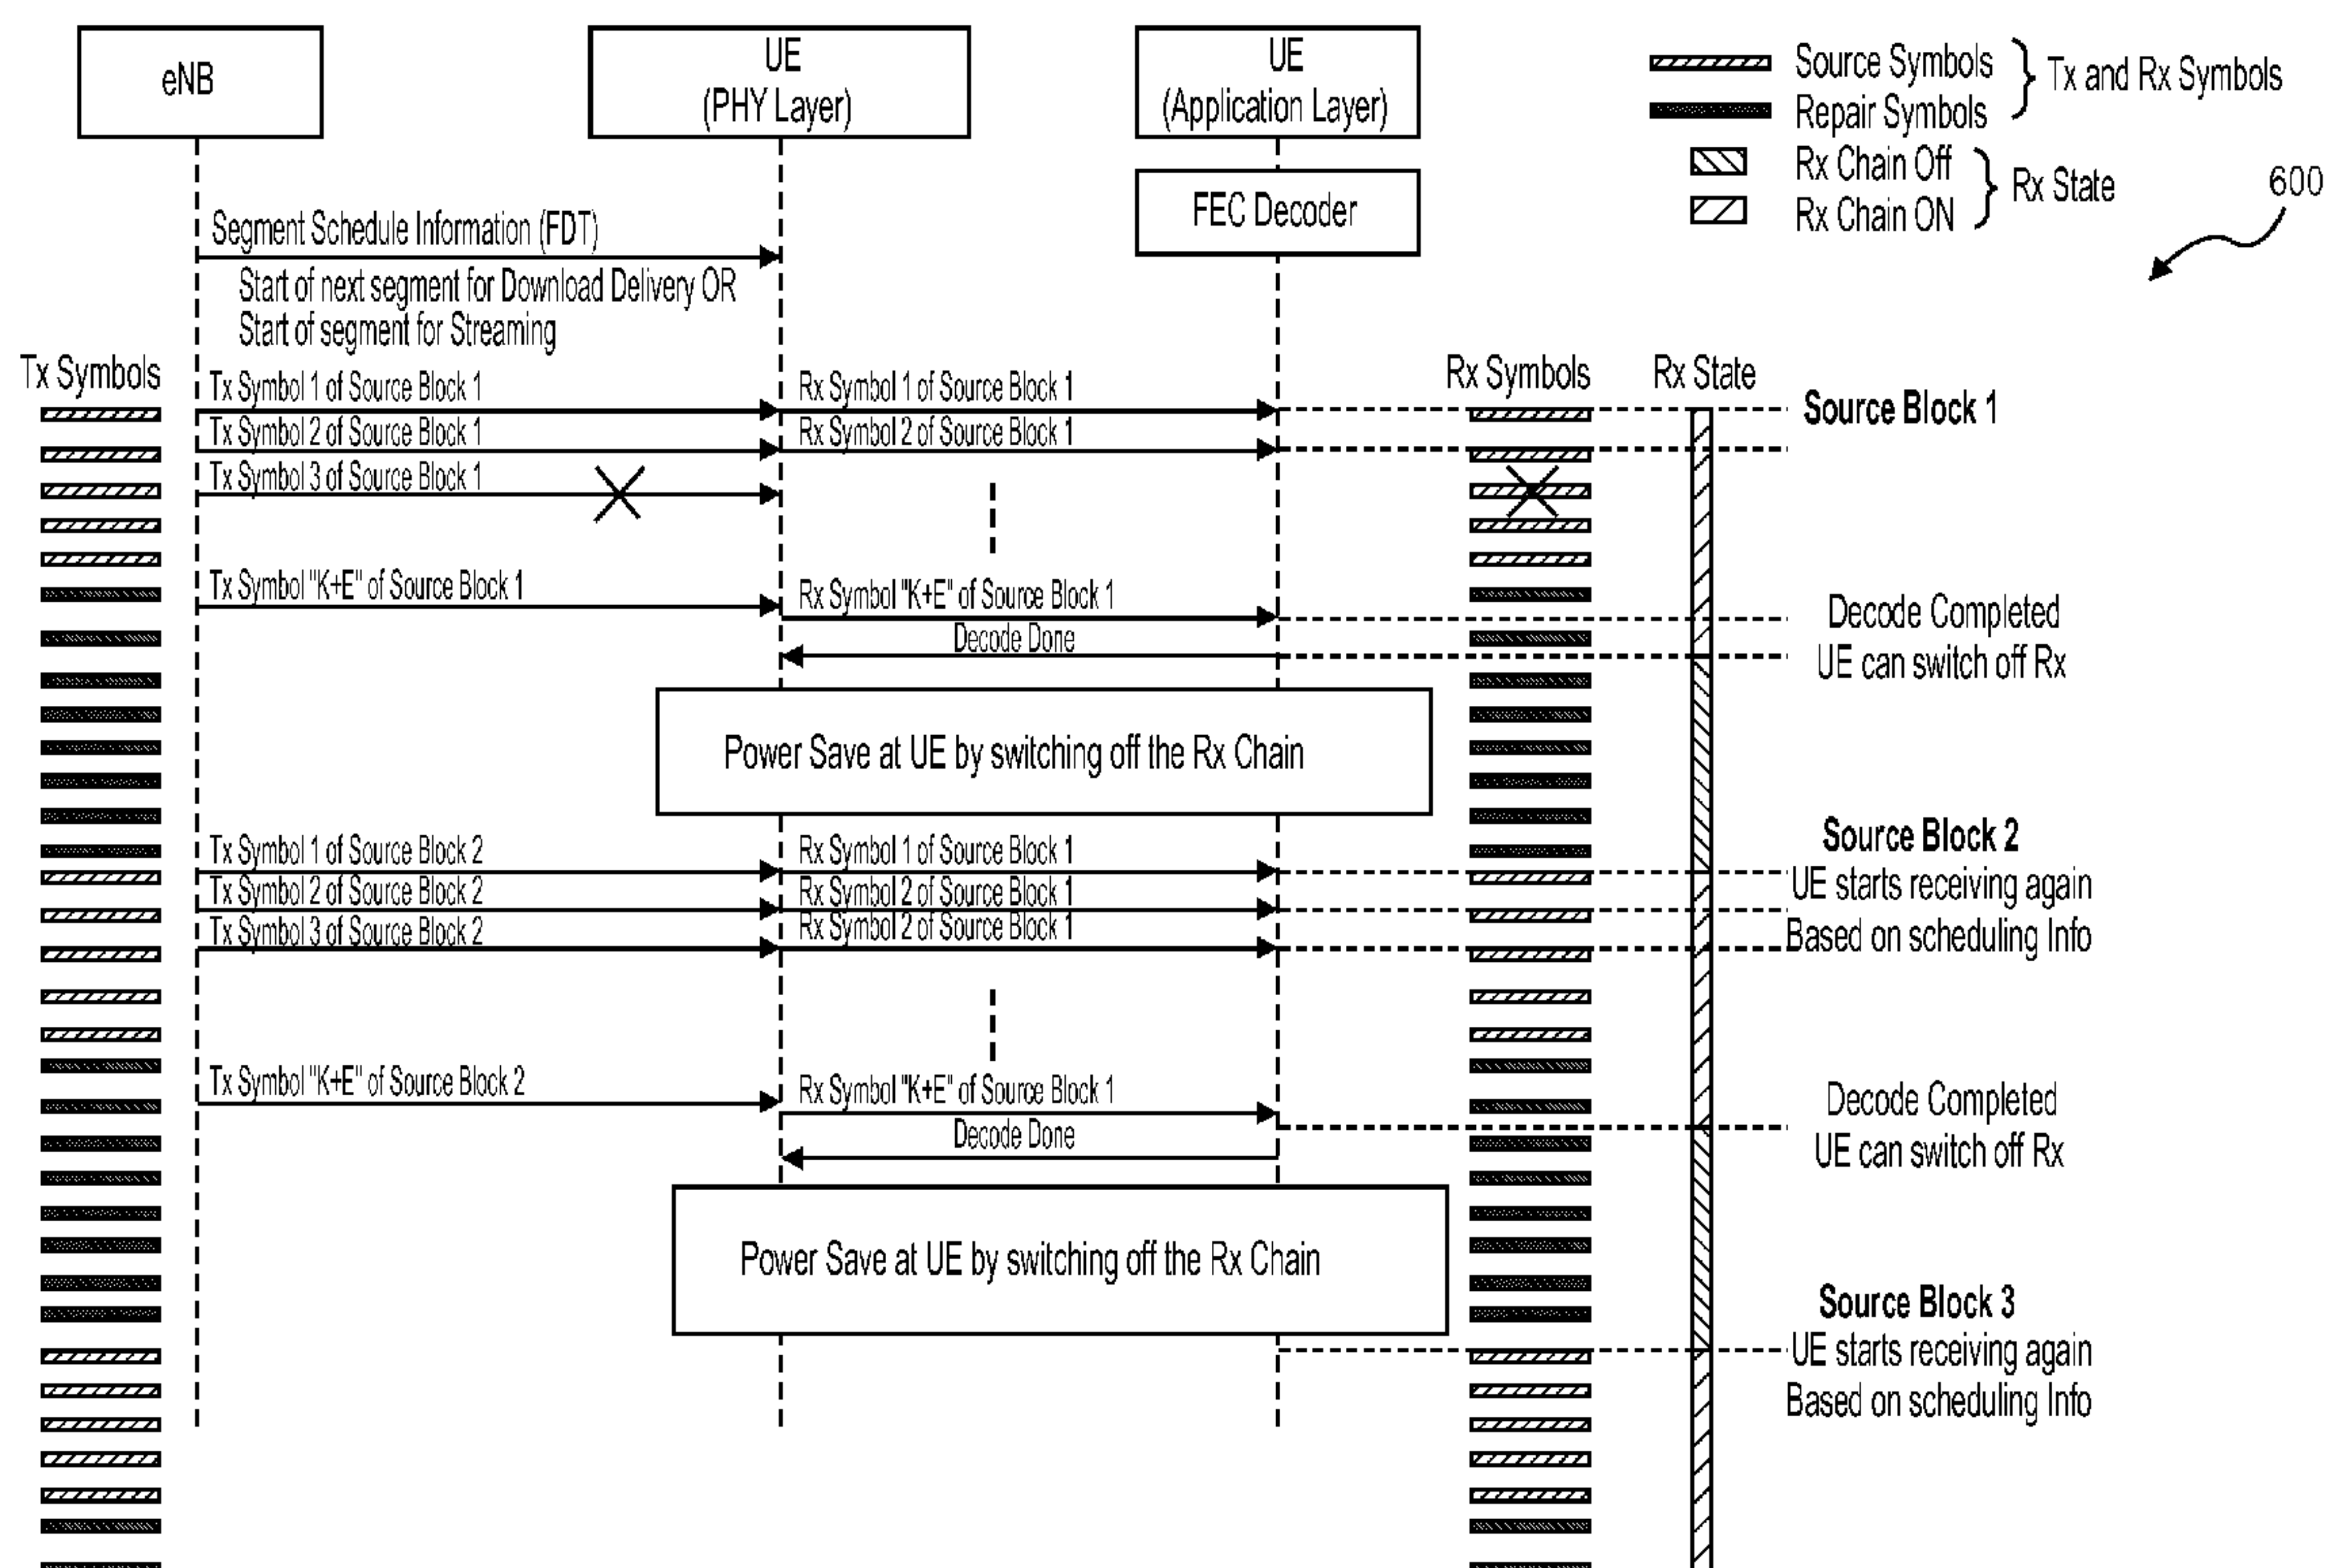 eNB
UE
(PHY Layer)
UE
(Application Layer)
FEC Decoder
Source Symbols
Repair Symbols
Tx and Rx Symbols
Rx Chain Off
Rx Chain ON
Rx State
600
Segment Schedule Information (FDT)
Start of next segment for Download Delivery OR
Start of segment for Streaming
Tx Symbols
Rx Symbols
Rx State
Tx Symbol 1 of Source Block 1
Rx Symbol 1 of Source Block 1
Source Block 1
Tx Symbol 2 of Source Block 1
Rx Symbol 2 of Source Block 1
Tx Symbol 3 of Source Block 1
Tx Symbol "K+E" of Source Block 1
Rx Symbol "K+E" of Source Block 1
Decode Completed
Decode Done
UE can switch off Rx
Power Save at UE by switching off the Rx Chain
Source Block 2
Tx Symbol 1 of Source Block 2
Rx Symbol 1 of Source Block 1
UE starts receiving again
Tx Symbol 2 of Source Block 2
Rx Symbol 2 of Source Block 1
Tx Symbol 3 of Source Block 2
Rx Symbol 2 of Source Block 1
Based on scheduling Info
Tx Symbol "K+E" of Source Block 2
Rx Symbol "K+E" of Source Block 1
Decode Completed
Decode Done
UE can switch off Rx
Power Save at UE by switching off the Rx Chain
Source Block 3
UE starts receiving again
Based on scheduling Info